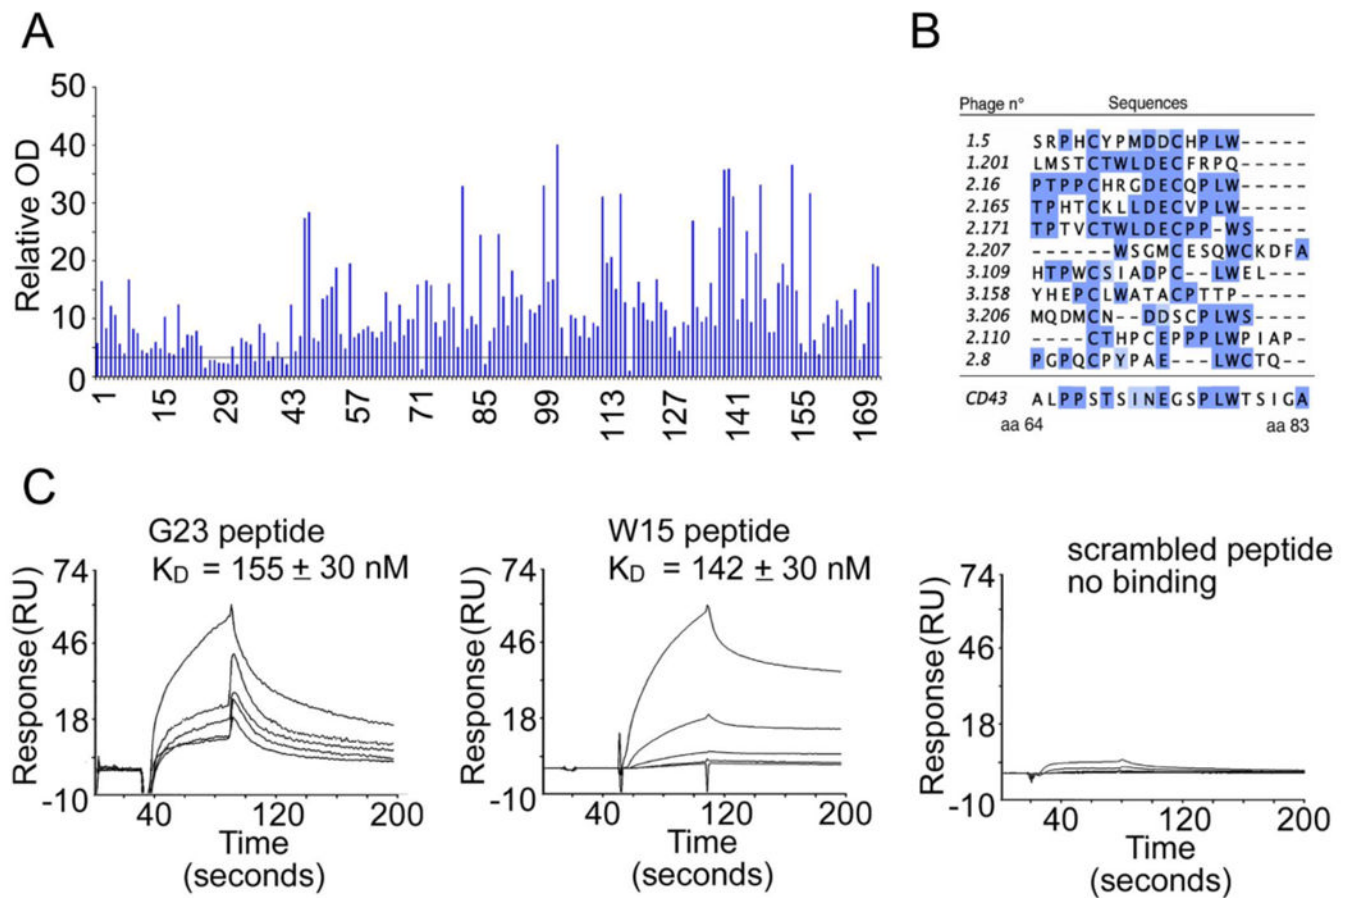 A
50
40
30
20
10
0
Relative OD
1
15
29
43
57
71
85
99
113
127
141
155
169
B
Phage n° Sequences
1.5 SRPHCYPMDDCHPLW-----
1.201 LMSTCTWLDECFRPQ-----
2.16 PTPPCHRGDECQPLW-----
2.165 TPHTCKLLDECVPLW-----
2.171 TPTVCTWLDECPP-WS----
2.207 ------WSGMCESQWCKDFA
3.109 HTPWCSIADPC--LWEL---
3.158 YHEPCLWATACPTTP-----
3.206 MQDMCN--DDSCPLWS----
2.110 ----CTHPCEPPPLWPIAP-
2.8 PGPQCPYPAE---LWCTQ--
CD43 ALPPSTSINEGSPLWTSIGA
aa 64 aa 83
C
G23 peptide
KD = 155 ± 30 nM
Response (RU)
74
46
18
-10
40 120 200
Time
(seconds)
W15 peptide
KD = 142 ± 30 nM
Response (RU)
74
46
18
-10
40 120 200
Time
(seconds)
scrambled peptide
no binding
Response (RU)
74
46
18
-10
40 120 200
Time
(seconds)